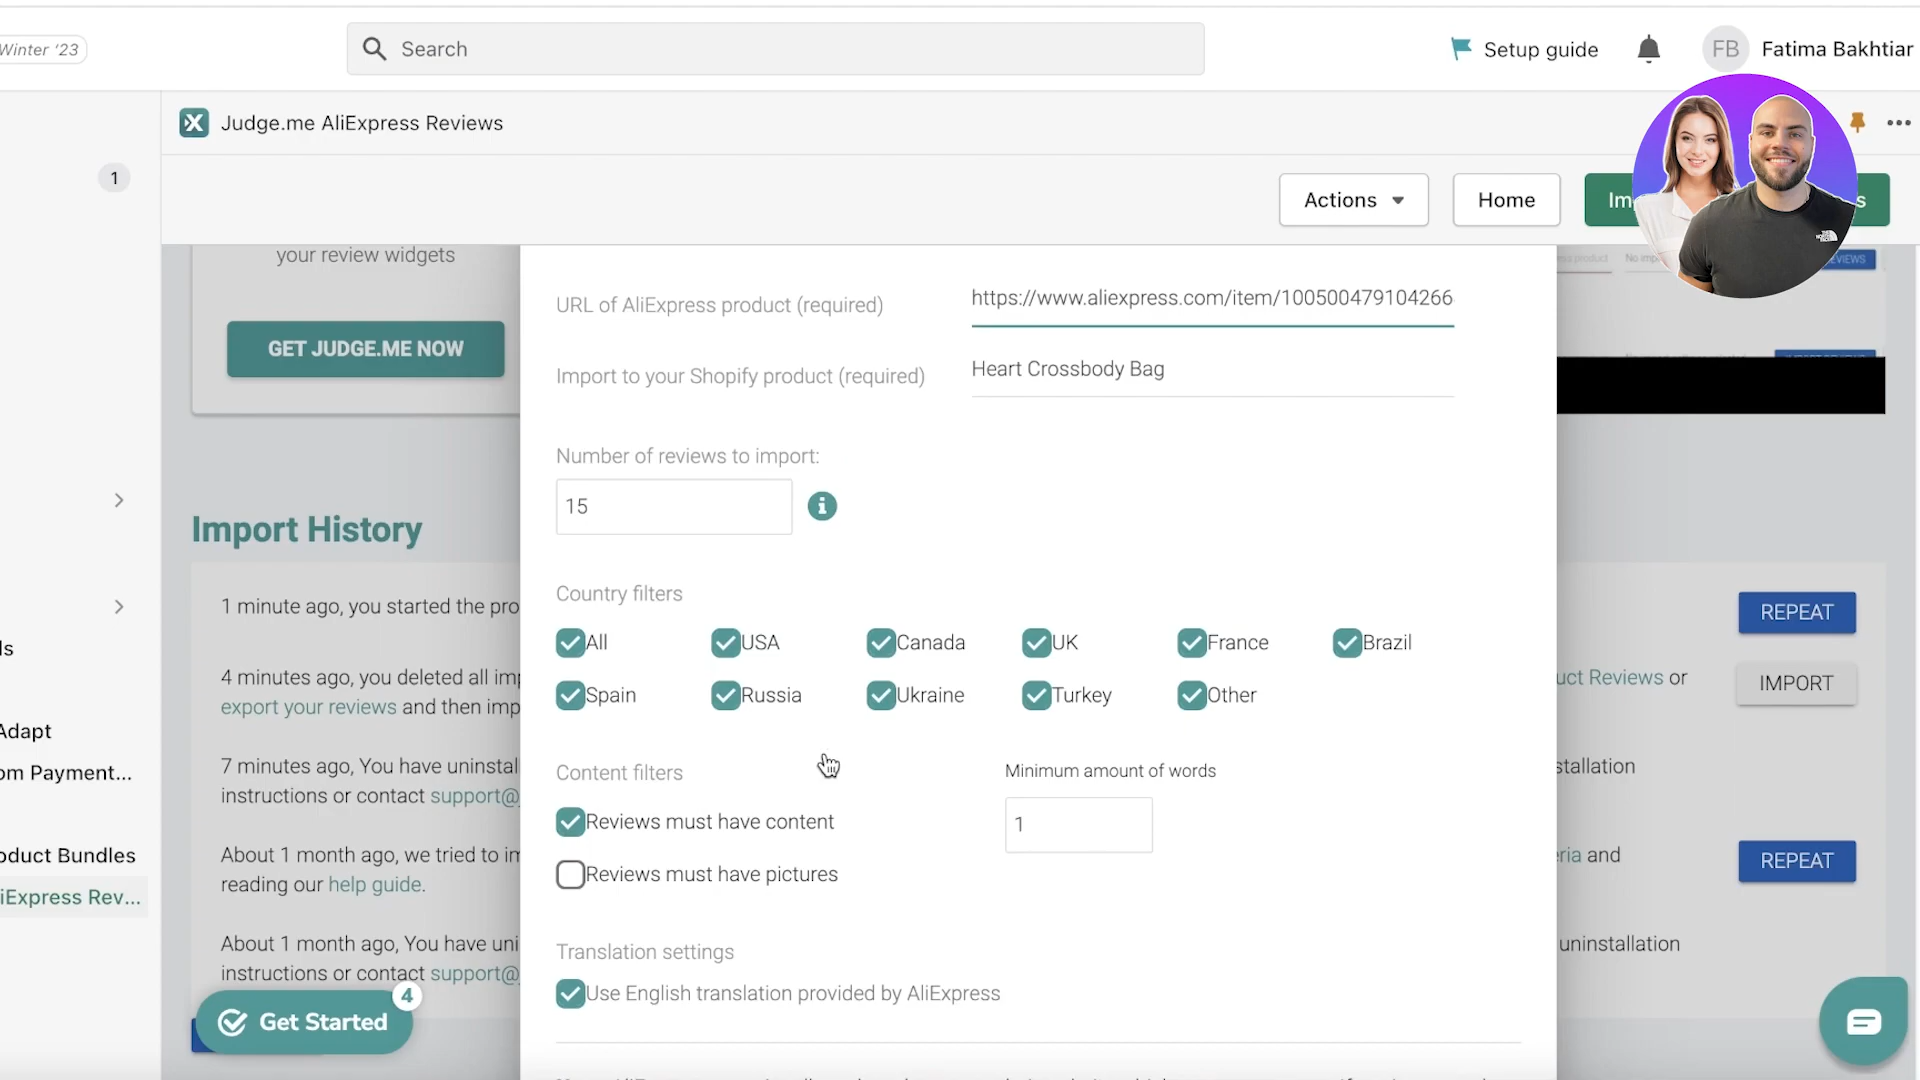 Winter '23
Search
Setup guide
FB
Fatima Bakhtiar
Judge.me AliExpress Reviews
1
Actions
Home
Im
s
your review widgets
GET JUDGE.ME NOW
URL of AliExpress product (required)
https://www.aliexpress.com/item/100500479104266
Import to your Shopify product (required)
Heart Crossbody Bag
Number of reviews to import:
15
Import History
Country filters
All
USA
Canada
UK
France
Brazil
Spain
Russia
Ukraine
Turkey
Other
1 minute ago, you started the pro
REPEAT
ls
4 minutes ago, you deleted all im
uct Reviews or
export your reviews and then imp
IMPORT
Adapt
om Payment...
7 minutes ago, You have uninstal
stallation
instructions or contact support@
Content filters
Minimum amount of words
Reviews must have content
1
Reviews must have pictures
oduct Bundles
About 1 month ago, we tried to im
eria and
reading our help guide.
REPEAT
iExpress Rev...
About 1 month ago, You have uni
uninstallation
instructions or contact support@
Translation settings
Use English translation provided by AliExpress
Get Started
4